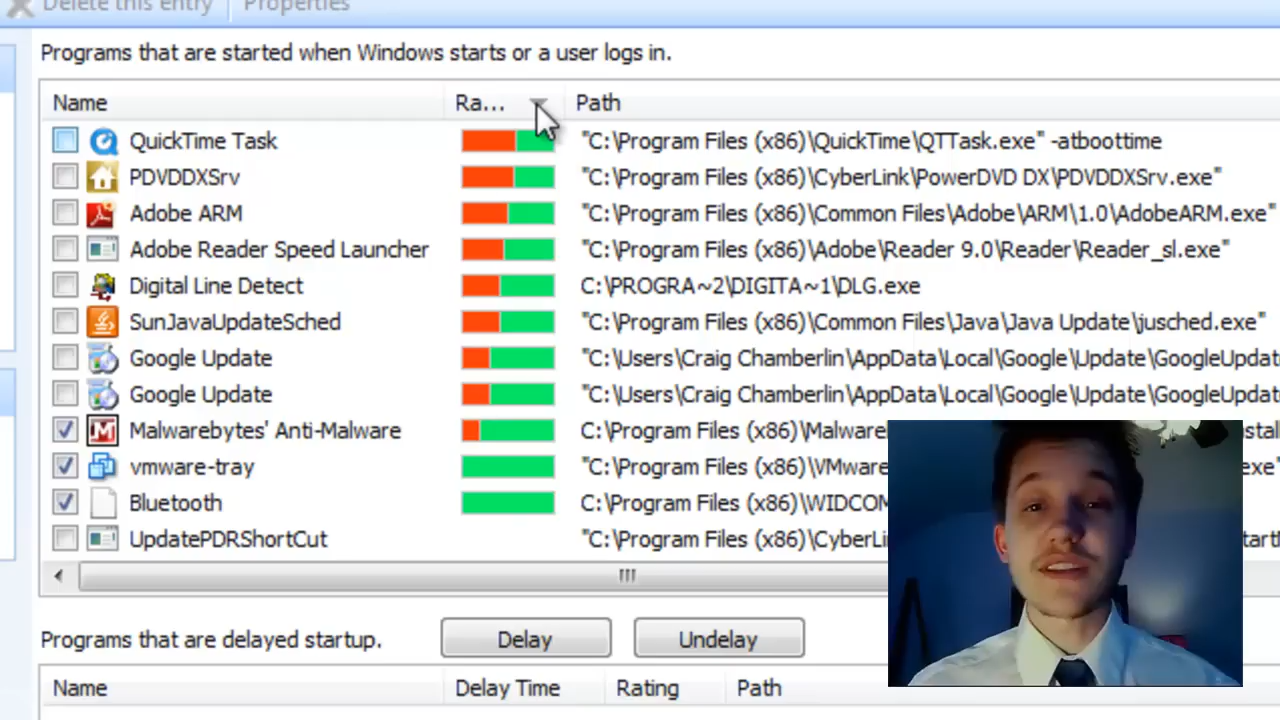 Delete this entry Properties
Programs that are started when Windows starts or a user logs in.
Name Ra... Path
QuickTime Task "C:\Program Files (x86)\QuickTime\QTTask.exe" -atboottime
PDVDDXSrv "C:\Program Files (x86)\CyberLink\PowerDVD DX\PDVDDXSrv.exe"
Adobe ARM "C:\Program Files (x86)\Common Files\Adobe\ARM\1.0\AdobeARM.exe"
Adobe Reader Speed Launcher "C:\Program Files (x86)\Adobe\Reader 9.0\Reader\Reader_sl.exe"
Digital Line Detect C:\PROGRA~2\DIGITA~1\DLG.exe
SunJavaUpdateSched "C:\Program Files (x86)\Common Files\Java\Java Update\jusched.exe"
Google Update "C:\Users\Craig Chamberlin\AppData\Local\Google\Update\GoogleUpdat
Google Update "C:\Users\Craig Chamberlin\AppData\Local\Google\Update\GoogleUpdat
Malwarebytes' Anti-Malware C:\Program Files (x86)\Malware
vmware-tray "C:\Program Files (x86)\VMware
Bluetooth C:\Program Files (x86)\WIDCOM
UpdatePDRShortCut "C:\Program Files (x86)\CyberLi
Programs that are delayed startup. Delay Undelay
Name Delay Time Rating Path